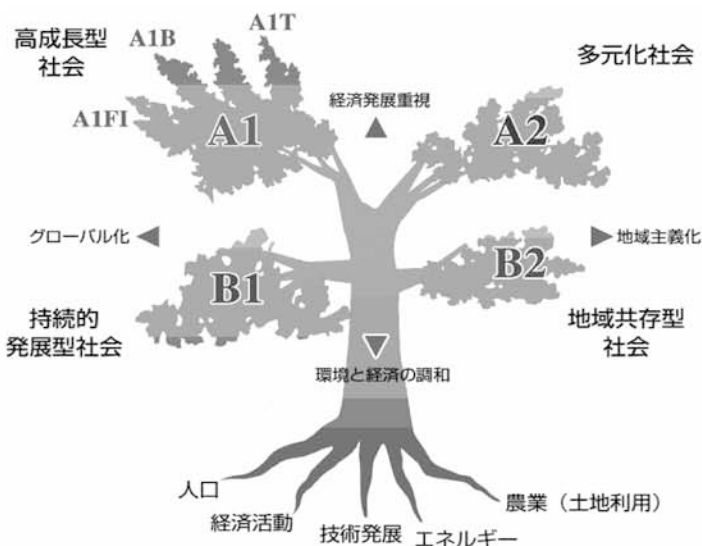 高成長型
社会
A1B
A1T
A1FI
A1
経済発展重視
多元化社会
A2
グローバル化
地域主義化
B1
B2
持続的
発展型社会
地域共存型
社会
環境と経済の調和
人口
経済活動
技術発展
エネルギー
農業（土地利用）